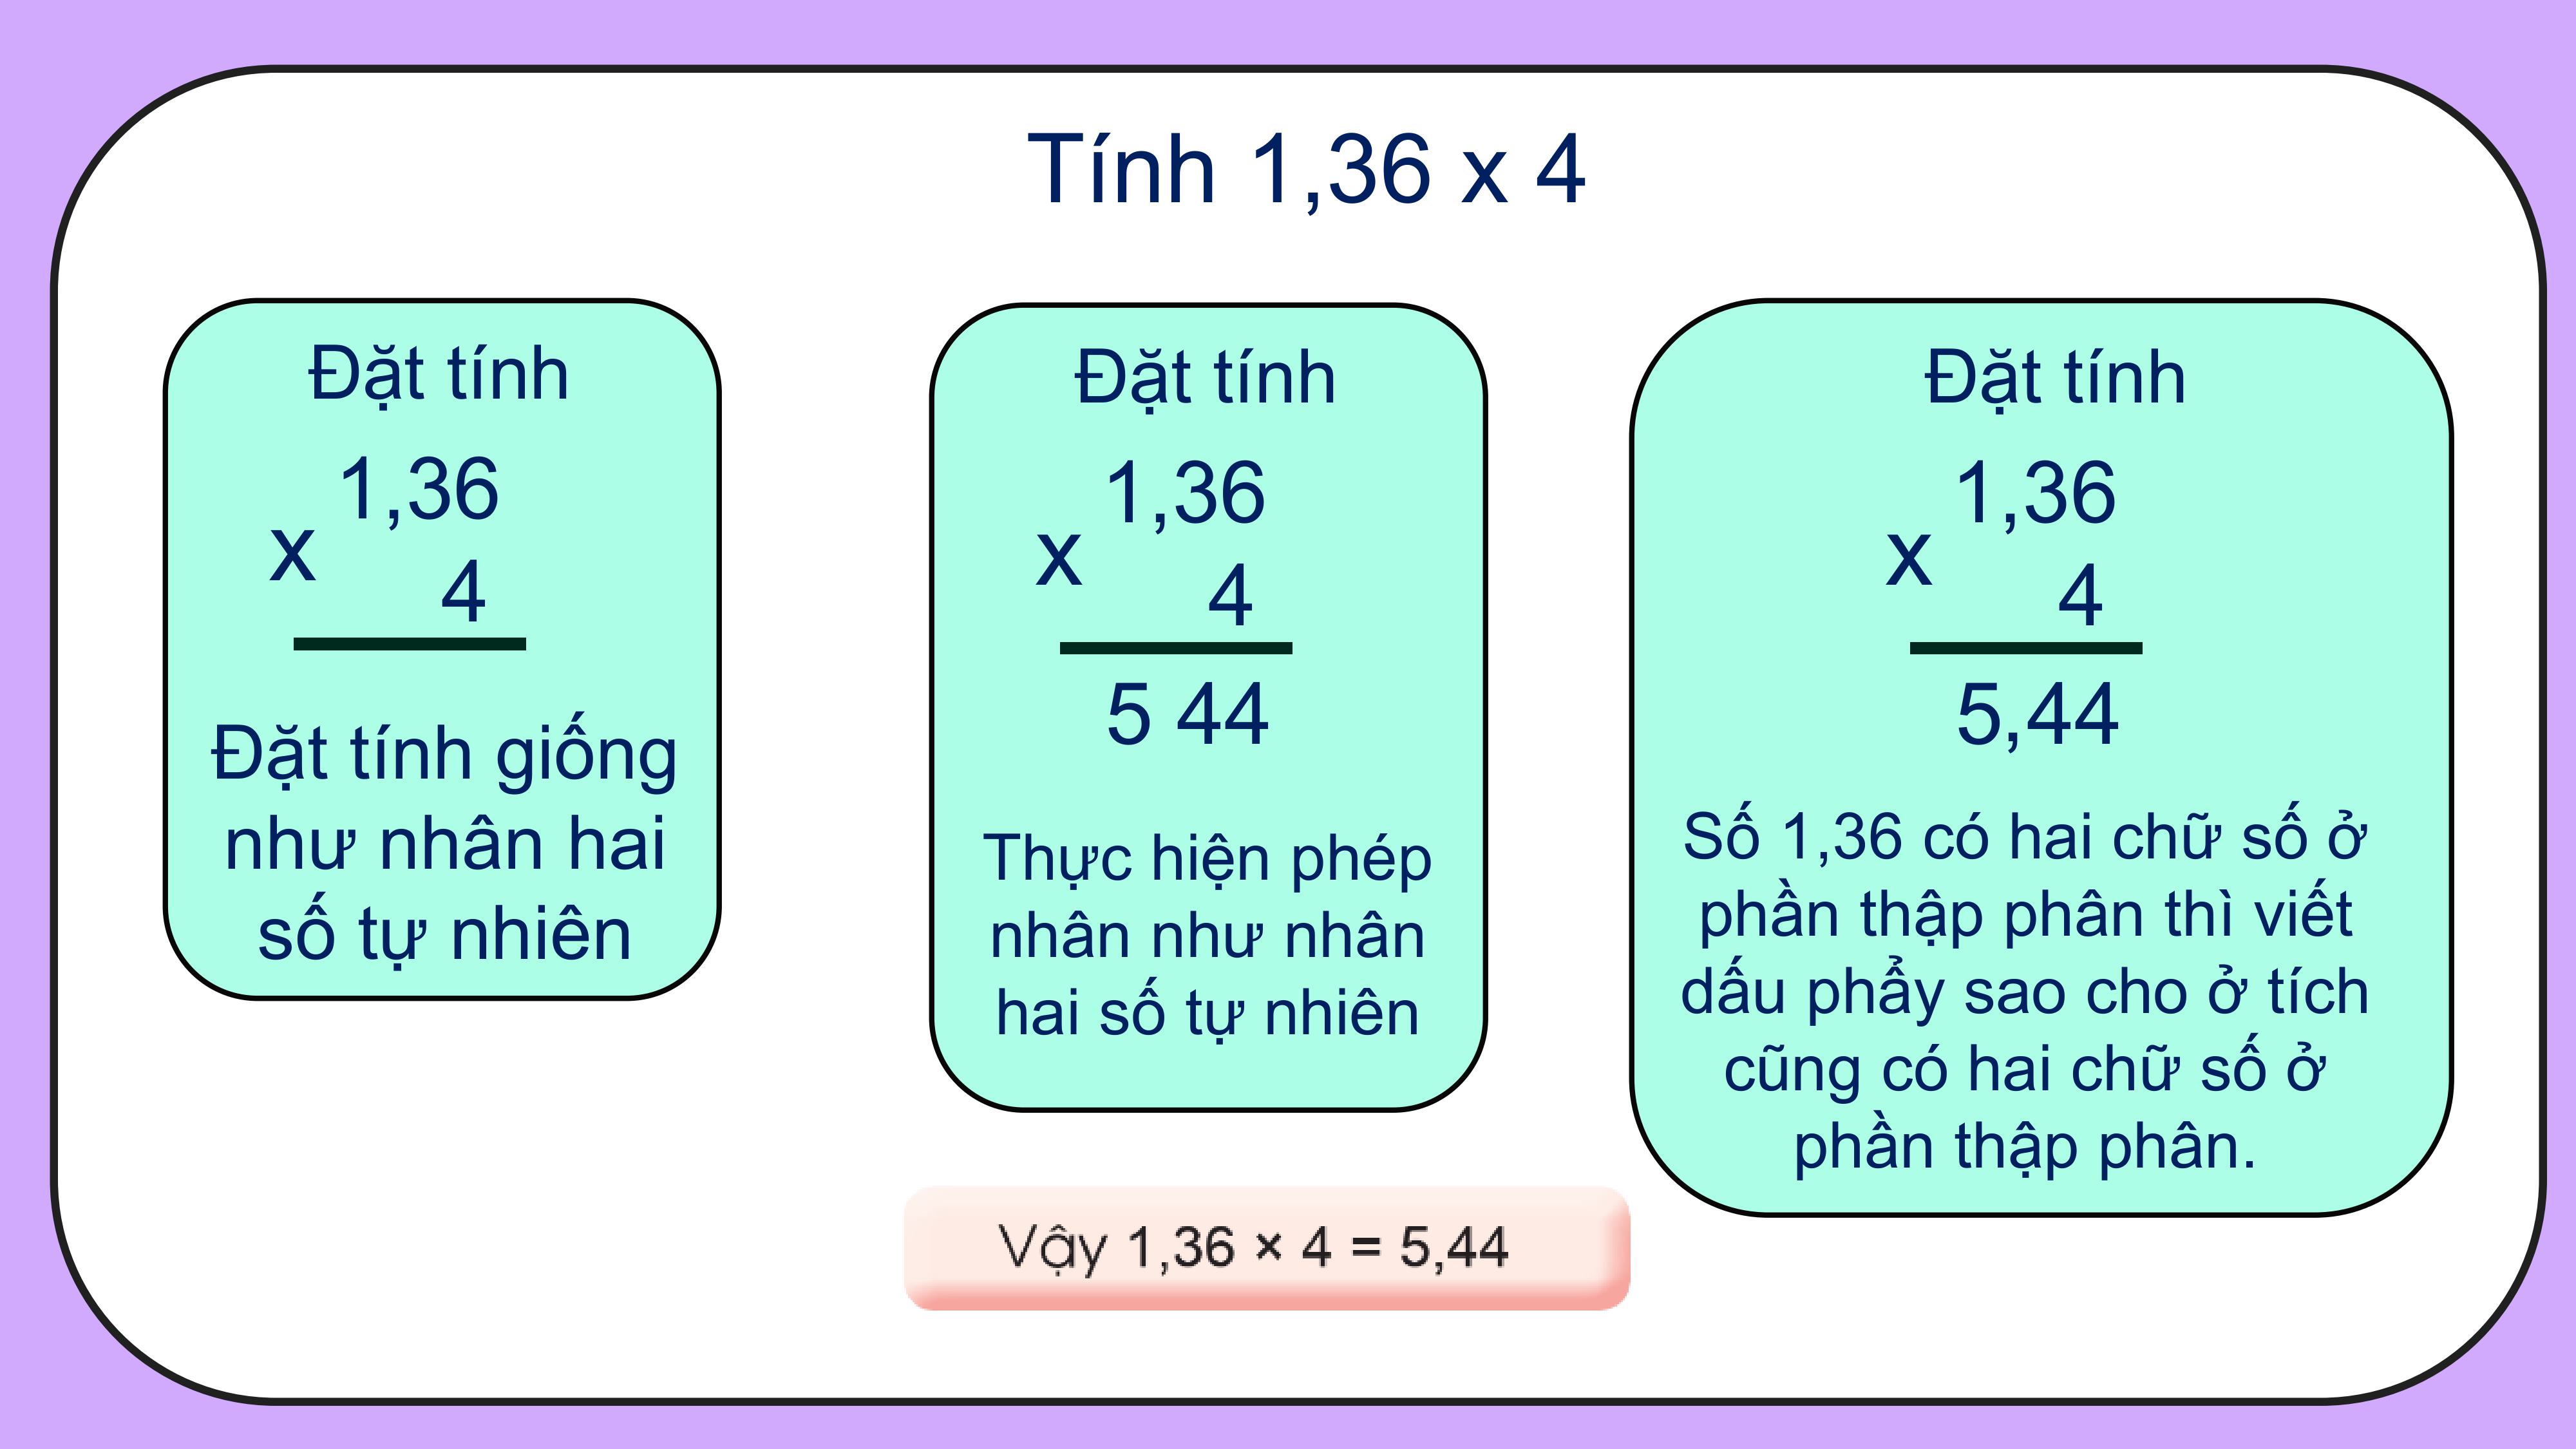 Tính 1,36 x 4
Đặt tính
1,36
x
4
Đặt tính giống
như nhân hai
số tự nhiên
Đặt tính
1,36
x
4
5 44
Thực hiện phép
nhân như nhân
hai số tự nhiên
Đặt tính
1,36
x
4
5,44
Số 1,36 có hai chữ số ở
phần thập phân thì viết
dấu phẩy sao cho ở tích
cũng có hai chữ số ở
phần thập phân.
Vậy 1,36 × 4 = 5,44